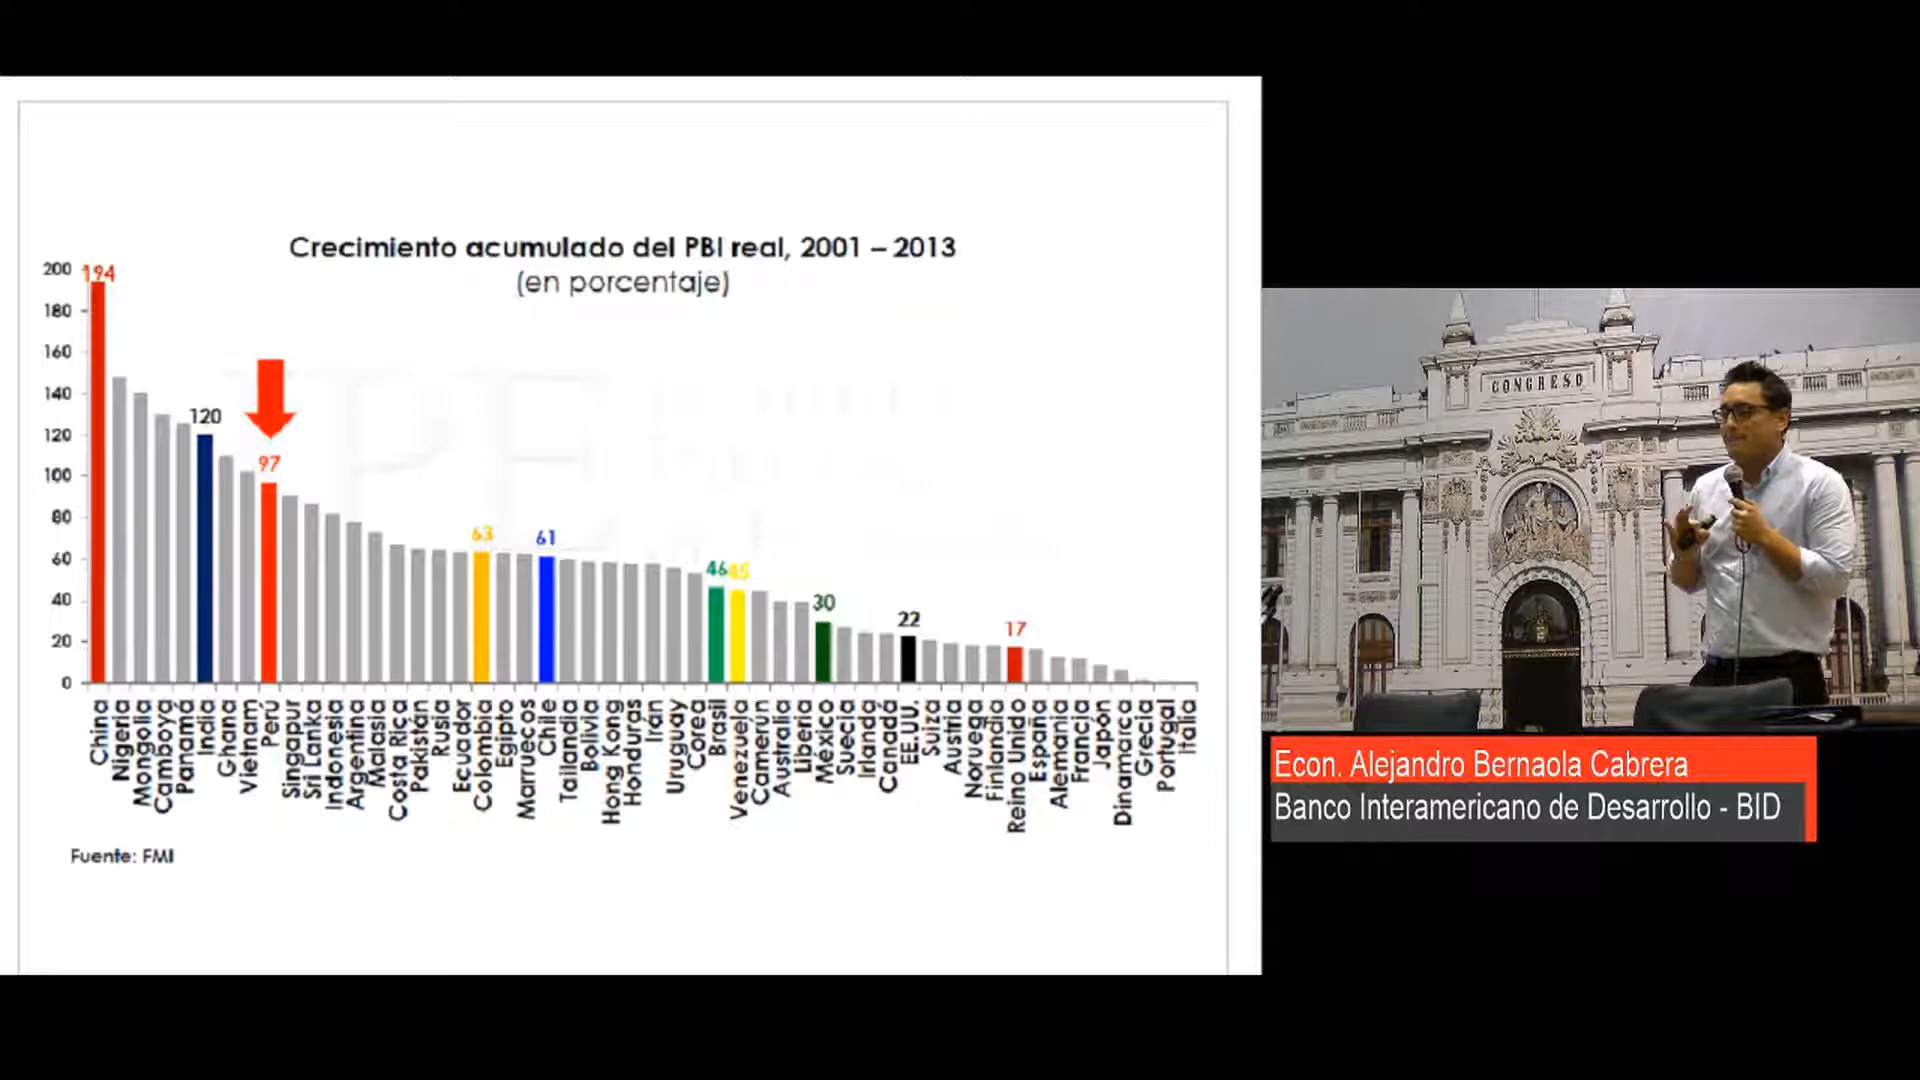 Crecimiento acumulado del PBI real, 2001 – 2013
(en porcentaje)
200
180
160
140
120
100
80
60
40
20
0
194
120
97
63
61
46
45
30
22
17
China
Nigeria
Mongolia
Camboya
Panamá
India
Ghana
Vietnam
Perú
Singapur
Sri Lanka
Indonesia
Argentina
Malasia
Costa Rica
Pakistán
Rusia
Ecuador
Colombia
Egipto
Marruecos
Chile
Tailandia
Bolivia
Hong Kong
Honduras
Irán
Uruguay
Corea
Brasil
Venezuela
Camerún
Australia
Liberia
México
Suecia
Irlanda
Canadá
EE.UU.
Suiza
Austria
Noruega
Finlandia
Reino Unido
España
Alemania
Francia
Japón
Dinamarca
Grecia
Portugal
Italia
Fuente: FMI
CONGRESO
Econ. Alejandro Bernaola Cabrera
Banco Interamericano de Desarrollo - BID